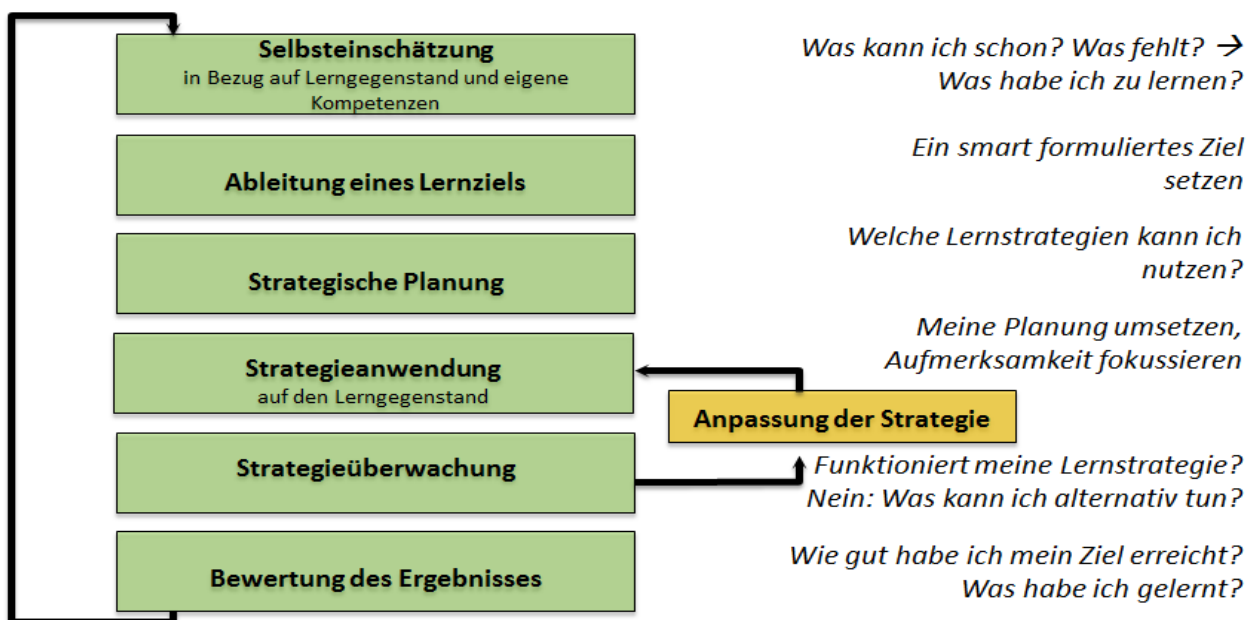 Selbsteinschätzung
in Bezug auf Lerngegenstand und eigene
Kompetenzen
Was kann ich schon? Was fehlt? →
Was habe ich zu lernen?
Ableitung eines Lernziels
Ein smart formuliertes Ziel
setzen
Strategische Planung
Welche Lernstrategien kann ich
nutzen?
Strategieanwendung
auf den Lerngegenstand
Meine Planung umsetzen,
Aufmerksamkeit fokussieren
Anpassung der Strategie
Strategieüberwachung
Funktioniert meine Lernstrategie?
Nein: Was kann ich alternativ tun?
Bewertung des Ergebnisses
Wie gut habe ich mein Ziel erreicht?
Was habe ich gelernt?